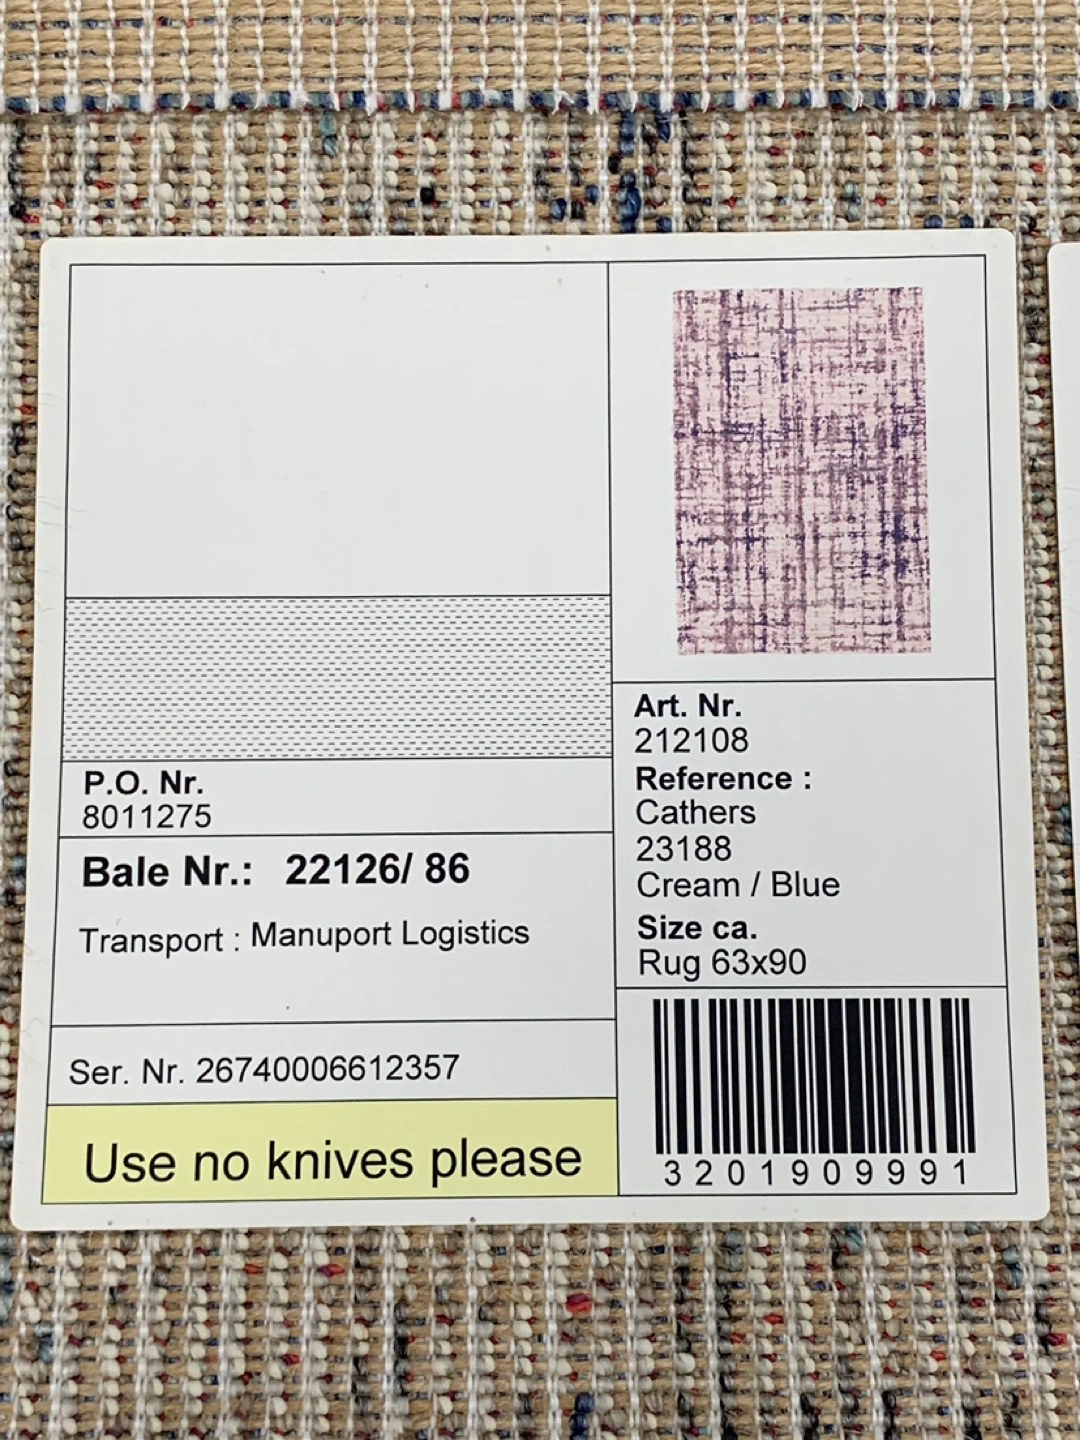 P.O. Nr.
8011275
Bale Nr.: 22126/ 86
Transport : Manuport Logistics
Ser. Nr. 26740006612357
Use no knives please
Art. Nr.
212108
Reference :
Cathers
23188
Cream / Blue
Size ca.
Rug 63x90
3201909991